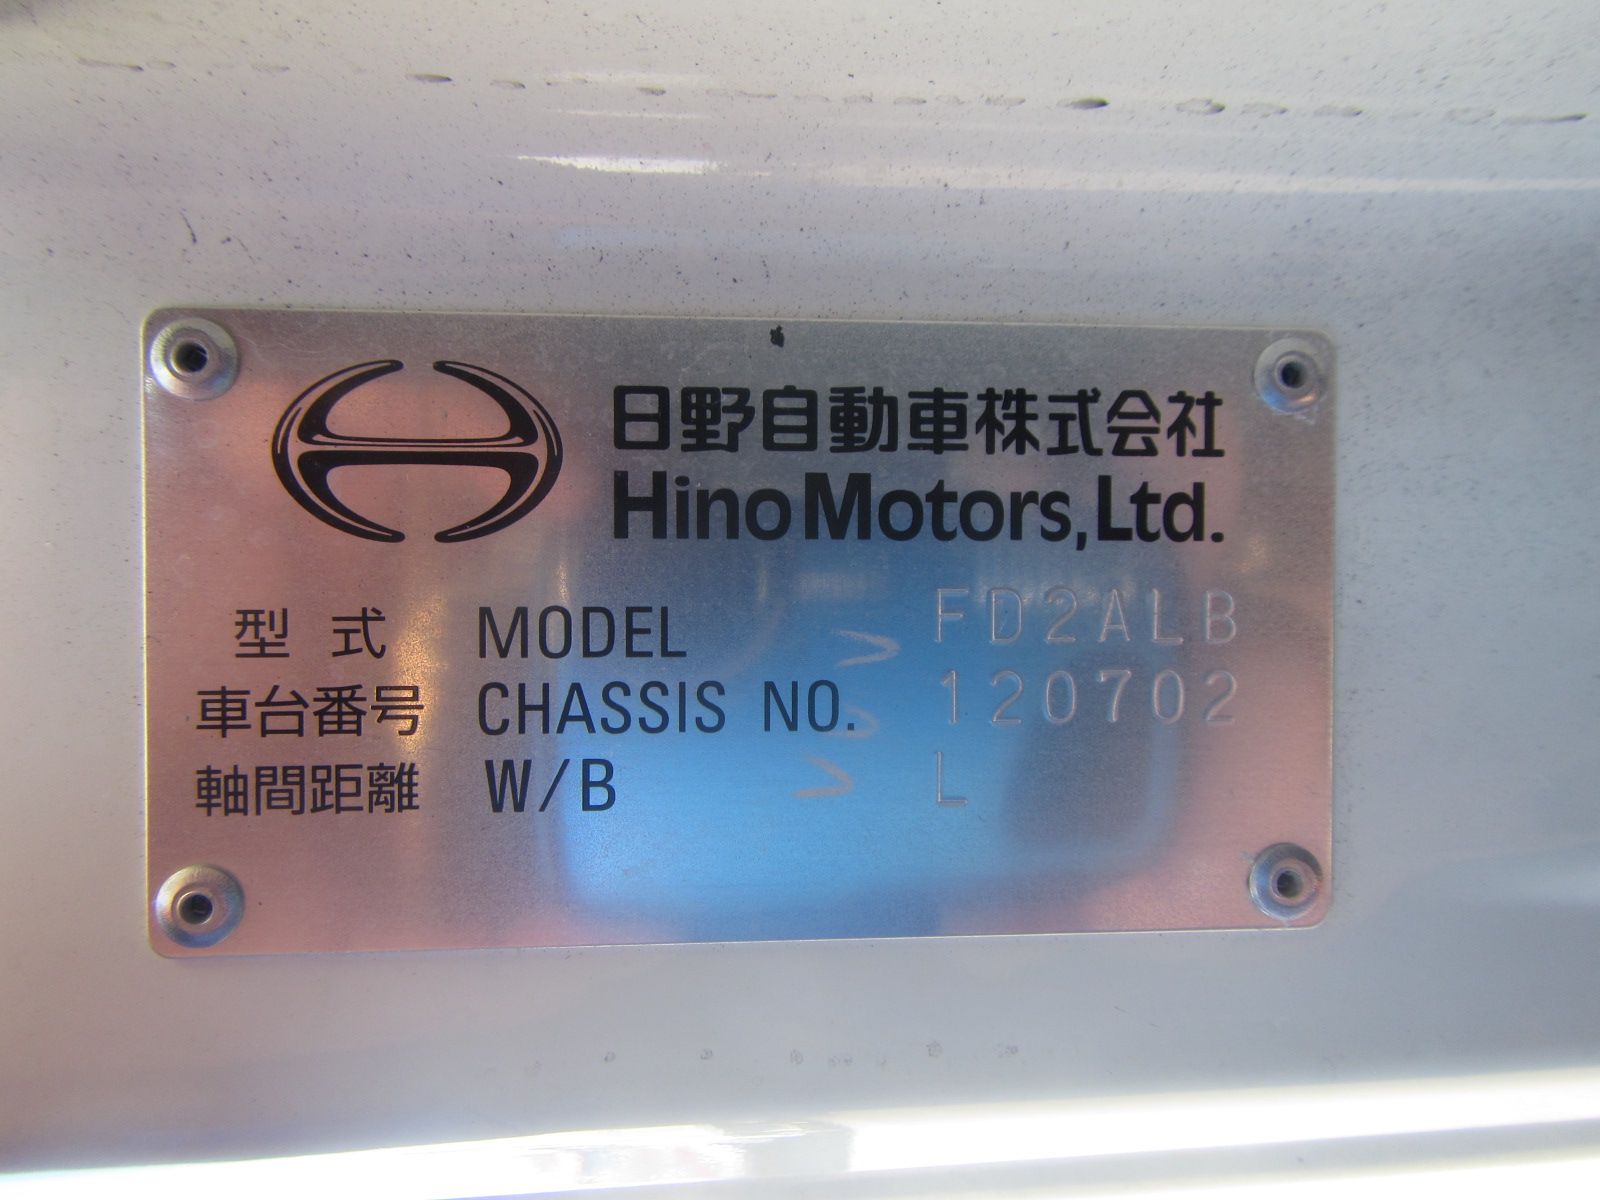 日野自動車株式会社
Hino Motors, Ltd.
型式 MODEL FD2ALB
車台番号 CHASSIS NO. 120702
軸間距離 W/B L